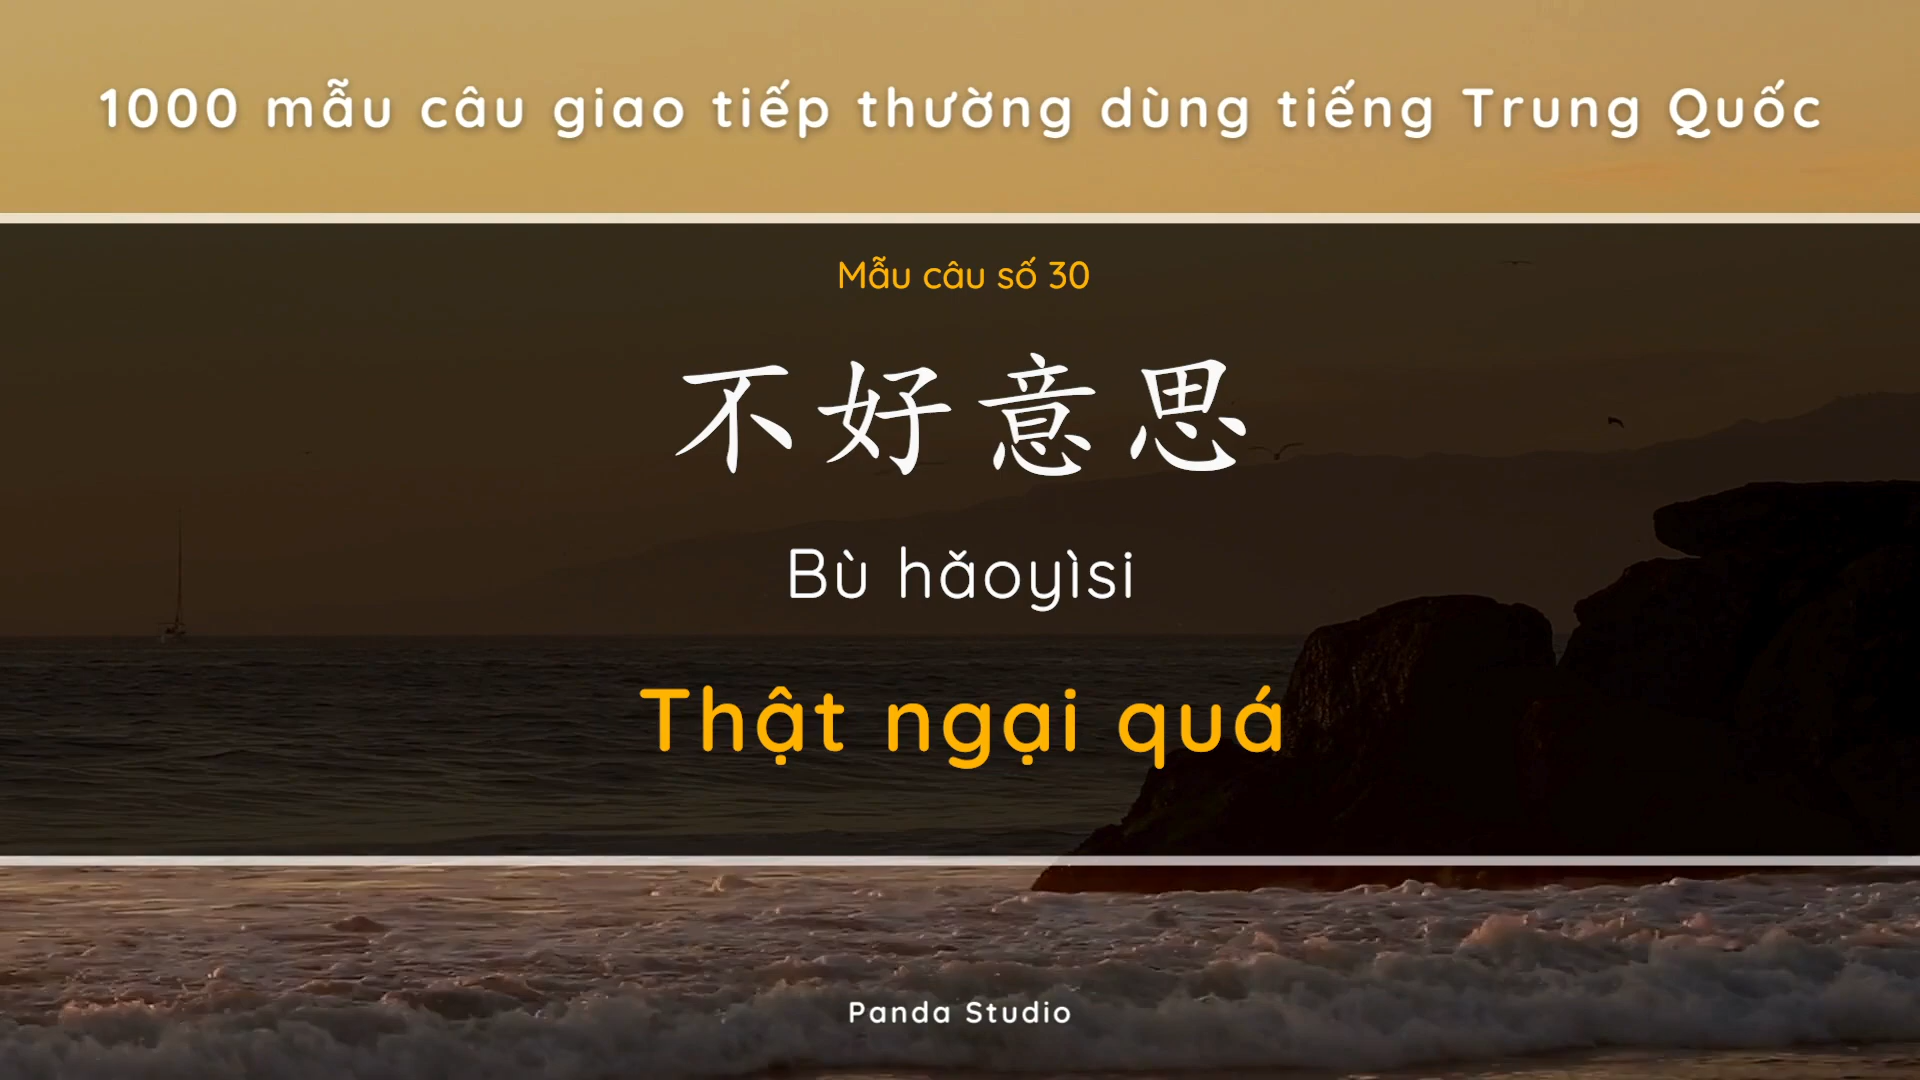 1000 mẫu câu giao tiếp thường dùng tiếng Trung Quốc
Mẫu câu số 30
不好意思
Bù hǎoyìsi
Thật ngại quá
Panda Studio